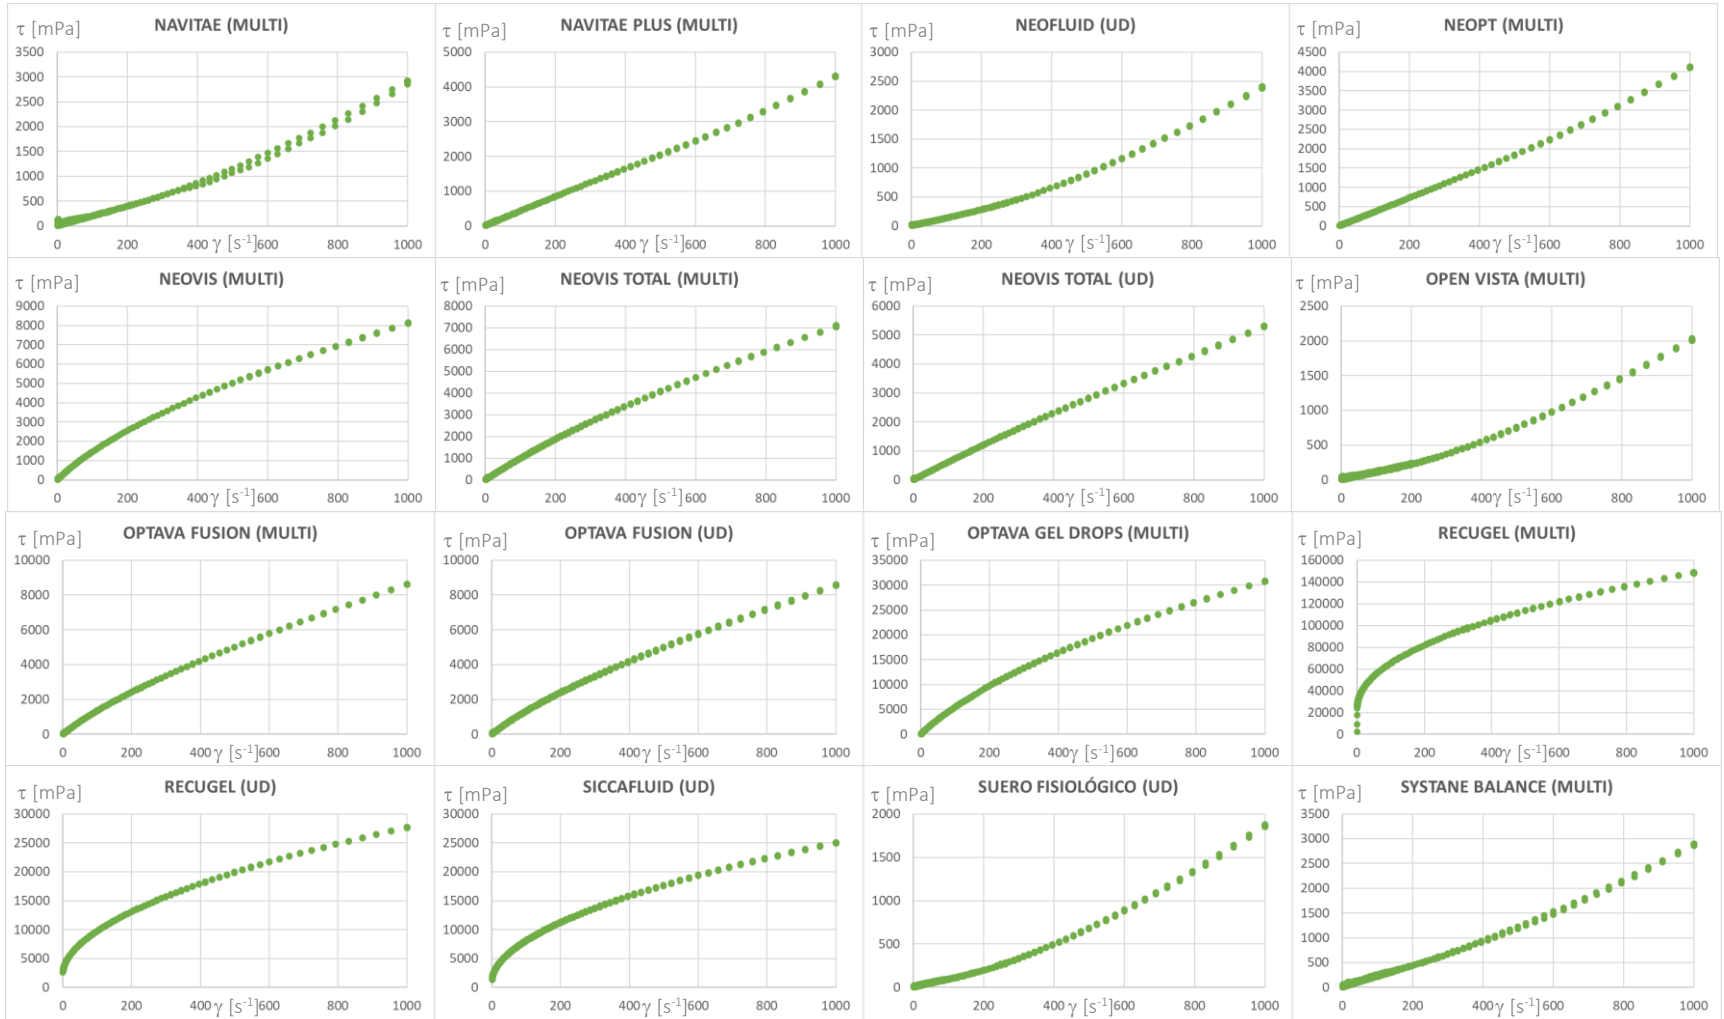 NAVITAE (MULTI)
τ [mPa]
3500
3000
2500
2000
1500
1000
500
0
0 200 400 γ [s⁻¹] 600 800 1000
NAVITAE PLUS (MULTI)
τ [mPa]
5000
4000
3000
2000
1000
0
0 200 400 γ [s⁻¹] 600 800 1000
NEOFLUID (UD)
τ [mPa]
3000
2500
2000
1500
1000
500
0
0 200 400 γ [s⁻¹] 600 800 1000
NEOPT (MULTI)
τ [mPa]
4500
4000
3500
3000
2500
2000
1500
1000
500
0
0 200 400 γ [s⁻¹] 600 800 1000
NEOVIS (MULTI)
τ [mPa]
9000
8000
7000
6000
5000
4000
3000
2000
1000
0
0 200 400 γ [s⁻¹] 600 800 1000
NEOVIS TOTAL (MULTI)
τ [mPa]
8000
7000
6000
5000
4000
3000
2000
1000
0
0 200 400 γ [s⁻¹] 600 800 1000
NEOVIS TOTAL (UD)
τ [mPa]
6000
5000
4000
3000
2000
1000
0
0 200 400 γ [s⁻¹] 600 800 1000
OPEN VISTA (MULTI)
τ [mPa]
2500
2000
1500
1000
500
0
0 200 400 γ [s⁻¹] 600 800 1000
OPTAVA FUSION (MULTI)
τ [mPa]
10000
8000
6000
4000
2000
0
0 200 400 γ [s⁻¹] 600 800 1000
OPTAVA FUSION (UD)
τ [mPa]
10000
8000
6000
4000
2000
0
0 200 400 γ [s⁻¹] 600 800 1000
OPTAVA GEL DROPS (MULTI)
τ [mPa]
35000
30000
25000
20000
15000
10000
5000
0
0 200 400 γ [s⁻¹] 600 800 1000
RECUGEL (MULTI)
τ [mPa]
160000
140000
120000
100000
80000
60000
40000
20000
0
0 200 400 γ [s⁻¹] 600 800 1000
RECUGEL (UD)
τ [mPa]
30000
25000
20000
15000
10000
5000
0
0 200 400 γ [s⁻¹] 600 800 1000
SICCAFLUID (UD)
τ [mPa]
30000
25000
20000
15000
10000
5000
0
0 200 400 γ [s⁻¹] 600 800 1000
SUERO FISIOLÓGICO (UD)
τ [mPa]
2000
1500
1000
500
0
0 200 400 γ [s⁻¹] 600 800 1000
SYSTANE BALANCE (MULTI)
τ [mPa]
3500
3000
2500
2000
1500
1000
500
0
0 200 400 γ [s⁻¹] 600 800 1000